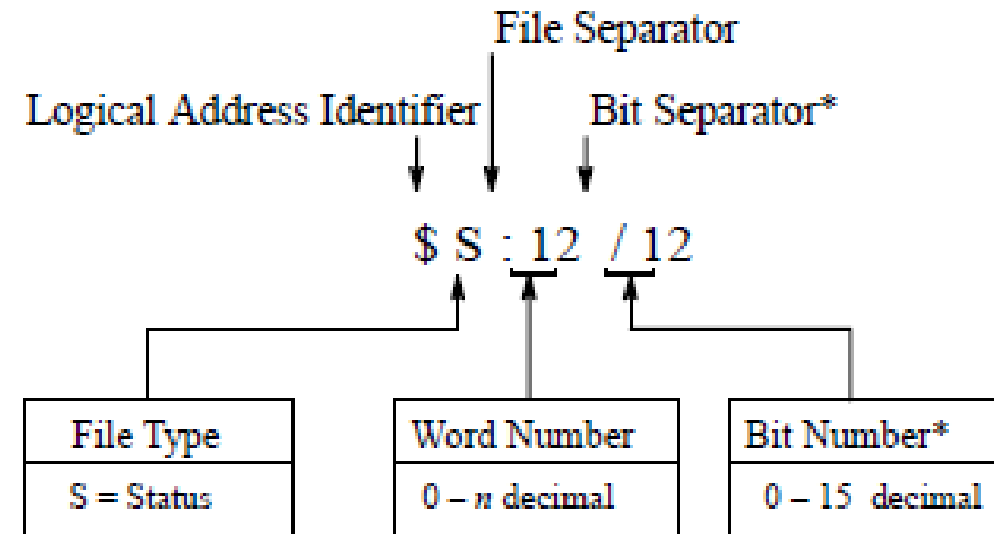 File Separator
Logical Address Identifier
Bit Separator*
$ S : 12 / 12
File Type
Word Number
Bit Number*
S = Status
0 – n decimal
0 – 15 decimal